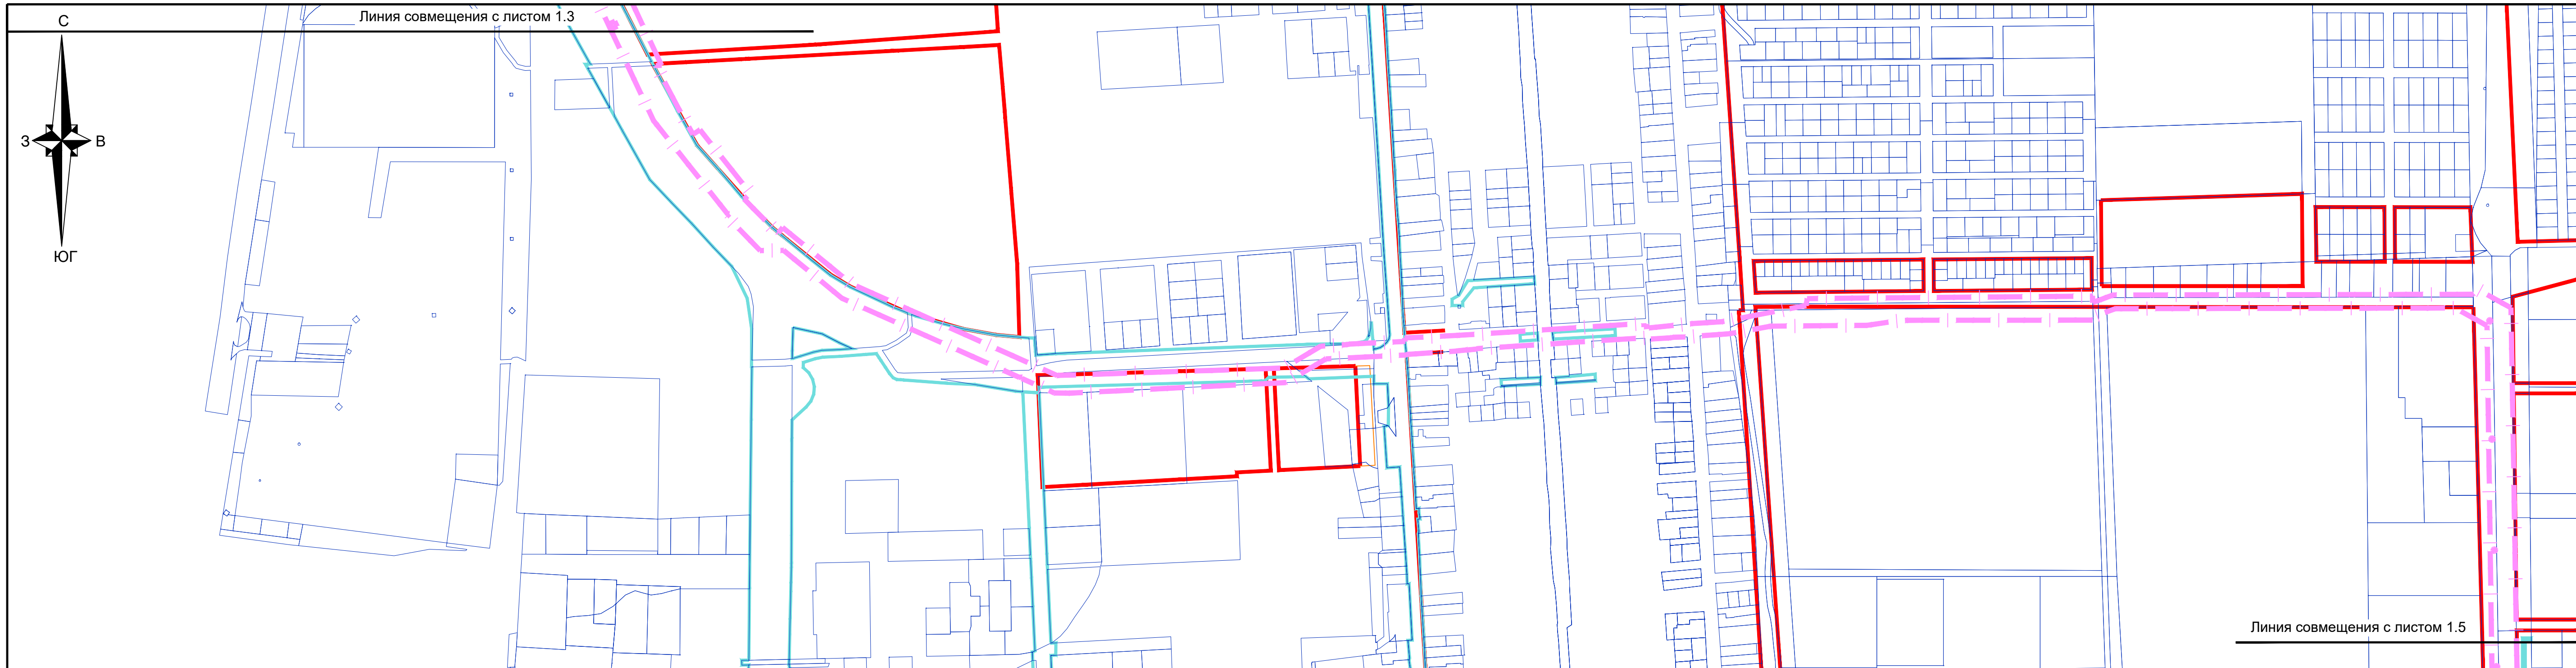 Линия совмещения с листом 1.3
С
З
В
ЮГ
Линия совмещения с листом 1.5